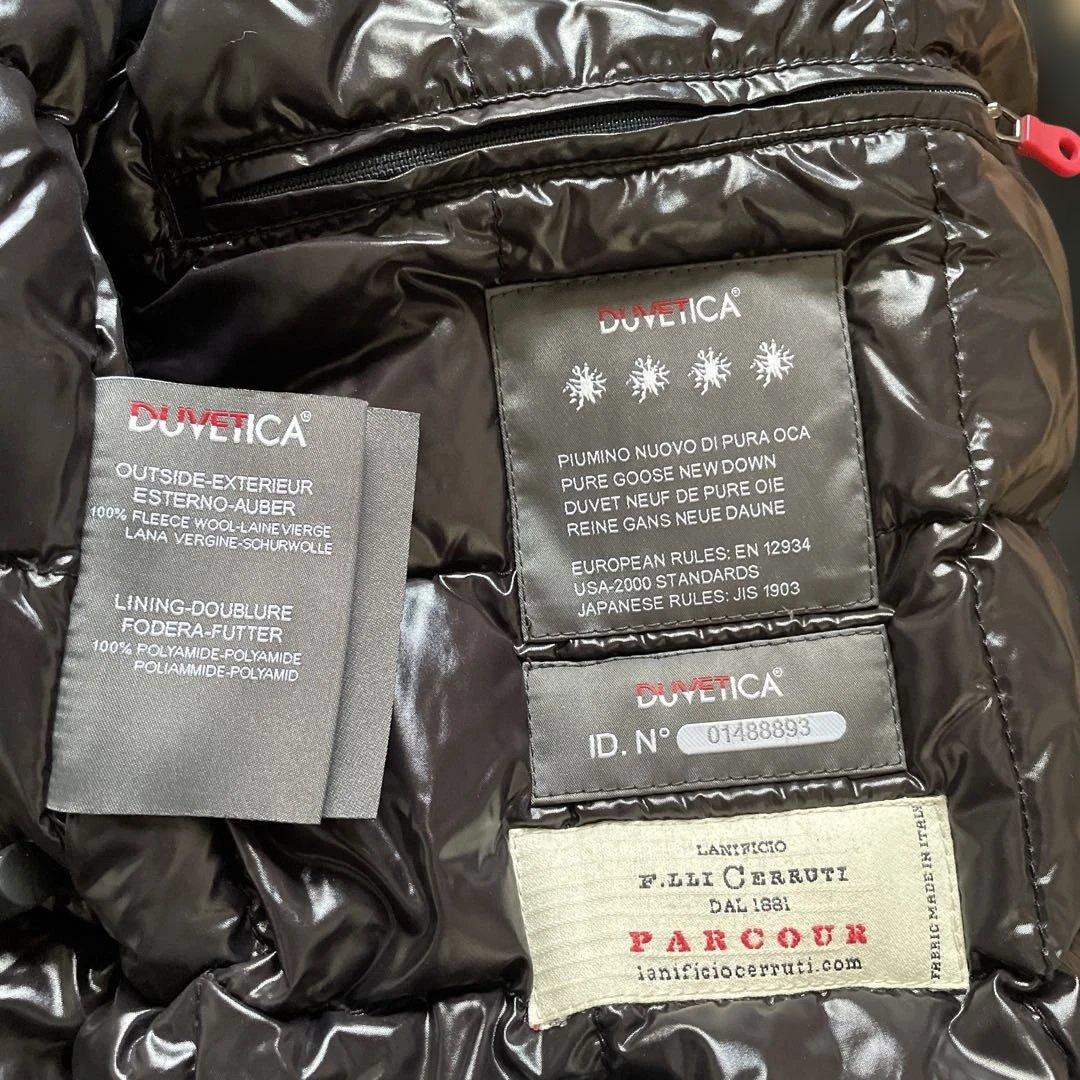 DUVETICA®
OUTSIDE-EXTERIEUR
ESTERNO-AUBER
100% FLEECE WOOL-LAINE VIERGE
LANA VERGINE-SCHURWOLLE
LINING-DOUBLURE
FODERA-FUTTER
100% POLYAMIDE-POLYAMIDE
POLIAMMIDE-POLYAMID
DUVETICA®
PIUMINO NUOVO DI PURA OCA
PURE GOOSE NEW DOWN
DUVET NEUF DE PURE OIE
REINE GANS NEUE DAUNE
EUROPEAN RULES: EN 12934
USA-2000 STANDARDS
JAPANESE RULES: JIS 1903
DUVETICA®
ID. N° 01488893
LANIFICIO
F.LLI CERRUTI
DAL 1881
PARCOUR
lanificiocerruti.com
FABRIC MADE IN ITALY